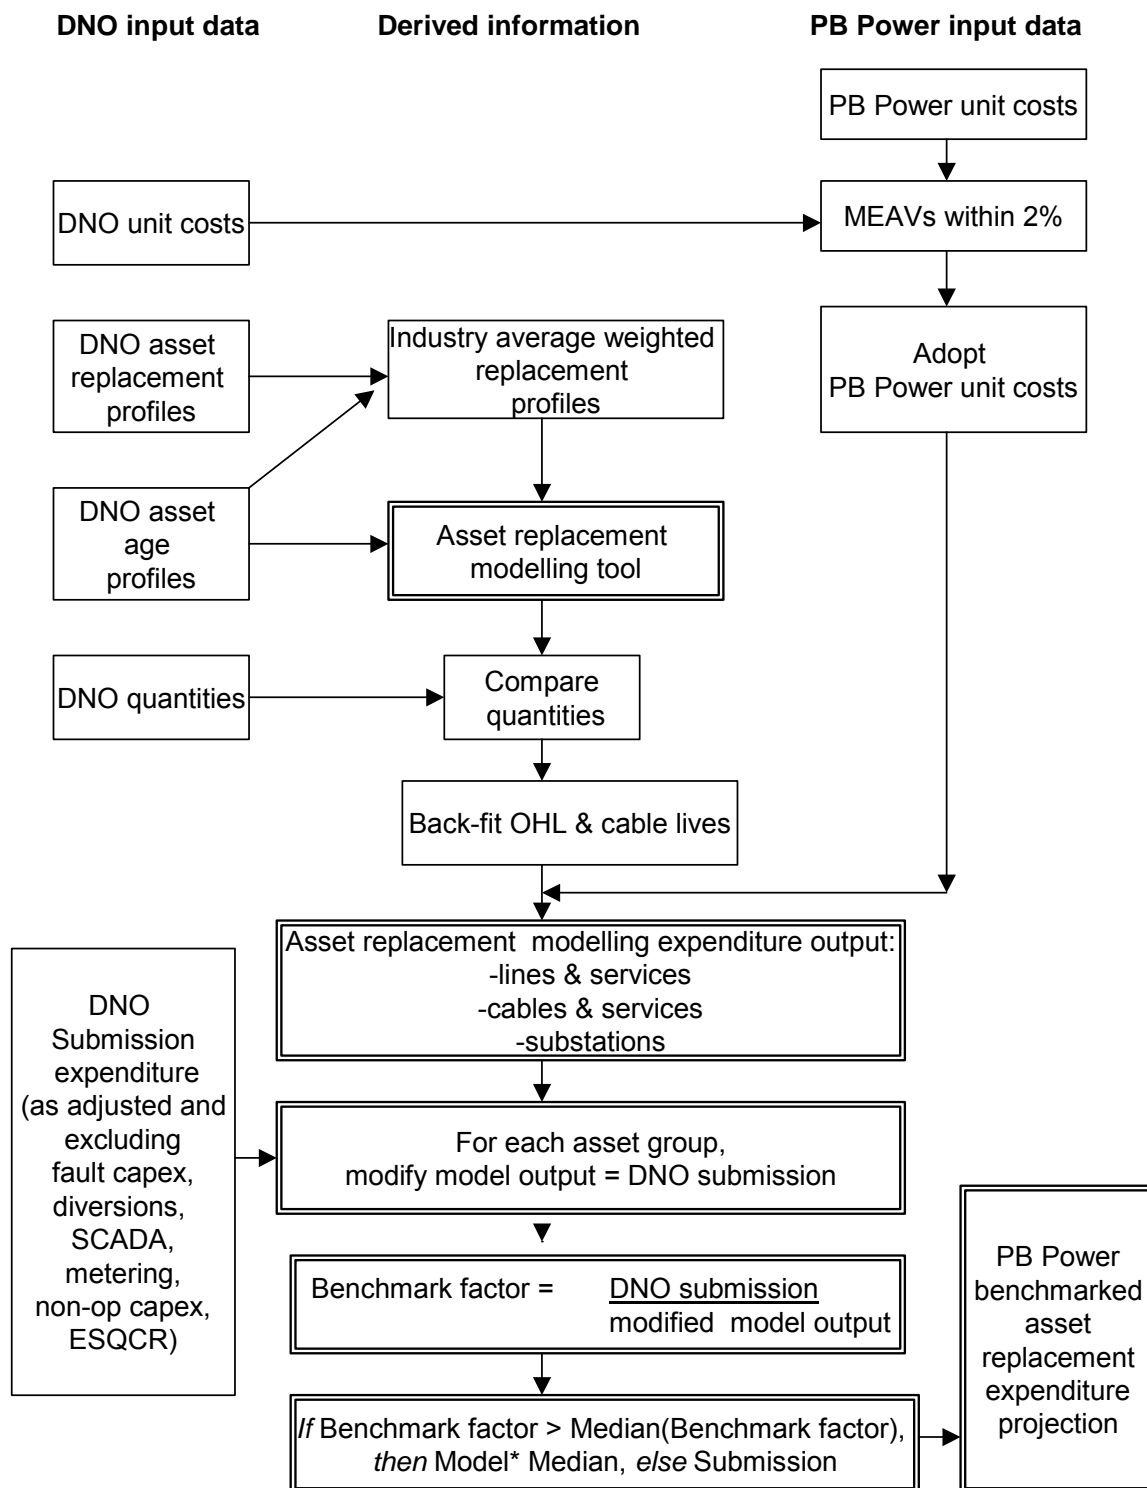 DNO input data
Derived information
PB Power input data
PB Power unit costs
DNO unit costs
MEAVs within 2%
DNO asset
replacement
profiles
Industry average weighted
replacement
profiles
Adopt
PB Power unit costs
DNO asset
age
profiles
Asset replacement
modelling tool
DNO quantities
Compare
quantities
Back-fit OHL & cable lives
Asset replacement modelling expenditure output:
-lines & services
-cables & services
-substations
DNO
Submission
expenditure
(as adjusted and
excluding
fault capex,
diversions,
SCADA,
metering,
non-op capex,
ESQCR)
For each asset group,
modify model output = DNO submission
Benchmark factor = DNO submission
modified model output
If Benchmark factor > Median(Benchmark factor),
then Model* Median, else Submission
PB Power
benchmarked
asset
replacement
expenditure
projection